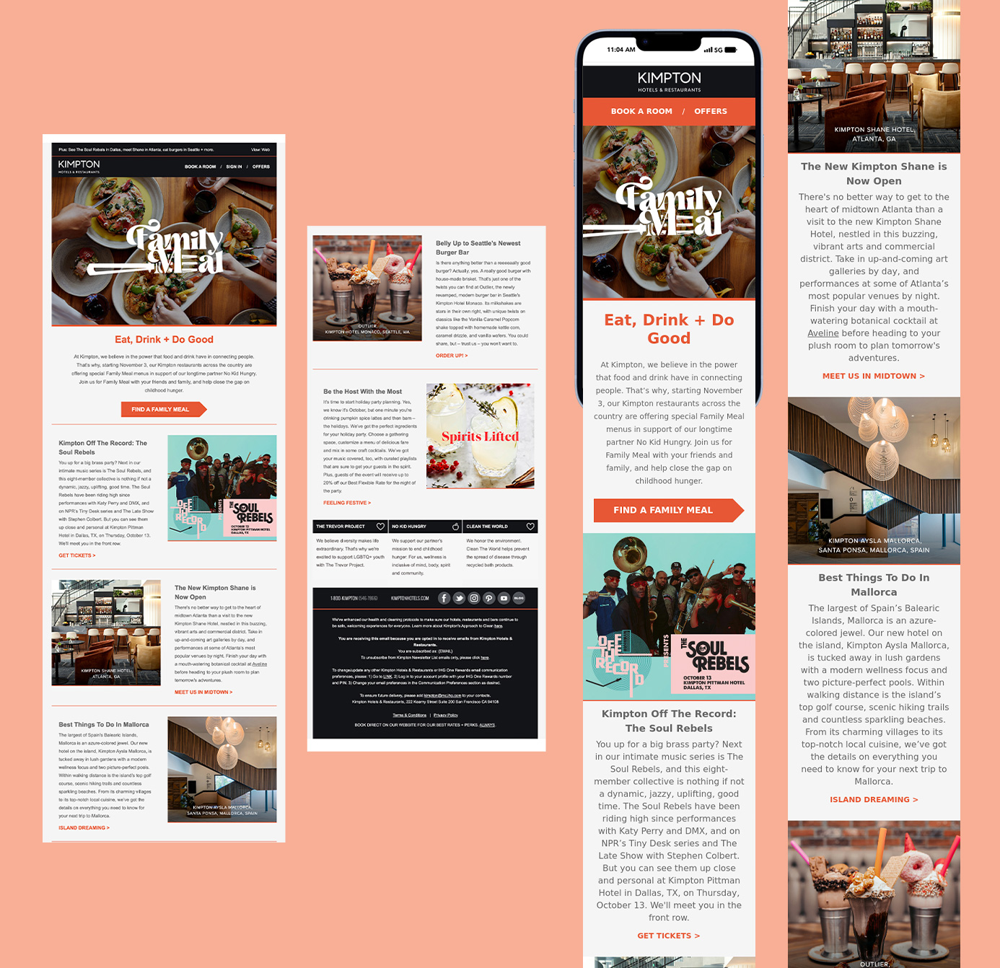 Plus: See The Soul Rebels in Dallas, meet Shane in Atlanta, eat burgers in Seattle + more.
View Web
KIMPTON
HOTELS & RESTAURANTS
BOOK A ROOM / SIGN IN / OFFERS
Family
Meal
Eat, Drink + Do Good
At Kimpton, we believe in the power that food and drink have in connecting people.
That's why, starting November 3, our Kimpton restaurants across the country are
offering special Family Meal menus in support of our longtime partner No Kid Hungry.
Join us for Family Meal with your friends and family, and help close the gap on
childhood hunger.
FIND A FAMILY MEAL
Kimpton Off The Record: The
Soul Rebels
You up for a big brass party? Next in our
intimate music series is The Soul Rebels, and
this eight-member collective is nothing if not a
dynamic, jazzy, uplifting, good time. The Soul
Rebels have been riding high since
performances with Katy Perry and DMX, and
on NPR's Tiny Desk series and The Late Show
with Stephen Colbert. But you can see them
up close and personal at Kimpton Pittman
Hotel in Dallas, TX, on Thursday, October 13.
We'll meet you in the front row.
GET TICKETS >
OFF
THE
RECORD
PRESENTS
THE
SOUL
REBELS
OCTOBER 13
KIMPTON PITTMAN HOTEL
DALLAS, TX
KIMPTON SHANE HOTEL,
ATLANTA, GA
The New Kimpton Shane is
Now Open
There's no better way to get to the heart of
midtown Atlanta than a visit to the new
Kimpton Shane Hotel, nestled in this buzzing,
vibrant arts and commercial district. Take in
up-and-coming art galleries by day, and
performances at some of Atlanta's most
popular venues by night. Finish your day with
a mouth-watering botanical cocktail at Aveline
before heading to your plush room to plan
tomorrow's adventures.
MEET US IN MIDTOWN >
Best Things To Do In Mallorca
The largest of Spain's Balearic Islands,
Mallorca is an azure-colored jewel. Our new
hotel on the island, Kimpton Aysla Mallorca, is
tucked away in lush gardens with a modern
wellness focus and two picture-perfect pools.
Within walking distance is the island's top golf
course, scenic hiking trails and countless
sparkling beaches. From its charming villages
to its top-notch local cuisine, we've got the
details on everything you need to know for
your next trip to Mallorca.
ISLAND DREAMING >
KIMPTON AYSLA MALLORCA,
SANTA PONSA, MALLORCA, SPAIN
OUTLIER,
KIMPTON HOTEL MONACO, SEATTLE, WA
Belly Up to Seattle's Newest
Burger Bar
Is there anything better than a reeeeaally good
burger? Actually, yes. A really good burger with
house-made brisket. That's just one of the
twists you can find at Outlier, the newly
revamped, modern burger bar in Seattle's
Kimpton Hotel Monaco. Its milkshakes are
stars in their own right, with unique twists on
classics like the Vanilla Caramel Popcorn
shake topped with homemade kettle corn,
caramel drizzle, and vanilla wafers. You could
share, but – trust us – you won't want to.
ORDER UP! >
Be the Host With the Most
It's time to start holiday party planning. Yes,
we know it's October, but one minute you're
drinking pumpkin spice lattes and then bam –
the holidays. We've got the perfect ingredients
for your holiday party. Choose a gathering
space, customize a menu of delicious fare
and mix in some craft cocktails. We've got
your music covered, too, with curated playlists
that are sure to get your guests in the spirit.
Plus, guests of the event will receive up to
20% off our Best Flexible Rate for the night of
the party.
FEELING FESTIVE >
Spirits Lifted
THE TREVOR PROJECT
We believe diversity makes life
extraordinary. That's why we're
excited to support LGBTQ+ youth
with The Trevor Project.
NO KID HUNGRY
We support our partner's
mission to end childhood
hunger. For us, wellness is
inclusive of mind, body, spirit
and community.
CLEAN THE WORLD
We honor the environment.
Clean The World helps prevent
the spread of disease through
recycled bath products.
1-800-KIMPTON (546-7866)
KIMPTONHOTELS.COM
BLOG
We've enhanced our health and cleaning protocols to make sure our hotels, restaurants and bars continue to
be safe, welcoming experiences for everyone. Learn more about Kimpton's Approach to Clean here.
You are receiving this email because you are opted in to receive emails from Kimpton Hotels &
Restaurants.
You are subscribed as: {EMAIL}
To unsubscribe from Kimpton Newsletter List emails only, please click here.
To change/update any other Kimpton Hotels & Restaurants or IHG One Rewards email communication
preferences, please: 1) Go to LINK, 2) Log in to your account profile with your IHG One Rewards number
and PIN, 3) Change your email preferences in the Communication Preferences section as desired.
To ensure future delivery, please add kimpton@mc.ihg.com to your contacts.
Kimpton Hotels & Restaurants, 222 Kearny Street Suite 200 San Francisco CA 94108
Terms & Conditions | Privacy Policy
BOOK DIRECT ON OUR WEBSITE FOR OUR BEST RATES + PERKS. ALWAYS.
11:04 AM
5G
KIMPTON
HOTELS & RESTAURANTS
BOOK A ROOM / OFFERS
Family
Meal
Eat, Drink + Do
Good
At Kimpton, we believe in the power
that food and drink have in connecting
people. That's why, starting November
3, our Kimpton restaurants across the
country are offering special Family Meal
menus in support of our longtime
partner No Kid Hungry. Join us for
Family Meal with your friends and
family, and help close the gap on
childhood hunger.
FIND A FAMILY MEAL
OFF
THE
RECORD
PRESENTS
THE
SOUL
REBELS
OCTOBER 13
KIMPTON PITTMAN HOTEL
DALLAS, TX
Kimpton Off The Record:
The Soul Rebels
You up for a big brass party? Next
in our intimate music series is The
Soul Rebels, and this eight-
member collective is nothing if not
a dynamic, jazzy, uplifting, good
time. The Soul Rebels have been
riding high since performances
with Katy Perry and DMX, and on
NPR's Tiny Desk series and The
Late Show with Stephen Colbert.
But you can see them up close
and personal at Kimpton Pittman
Hotel in Dallas, TX, on Thursday,
October 13. We'll meet you in the
front row.
GET TICKETS >
KIMPTON SHANE HOTEL,
ATLANTA, GA
The New Kimpton Shane is
Now Open
There's no better way to get to the
heart of midtown Atlanta than a
visit to the new Kimpton Shane
Hotel, nestled in this buzzing,
vibrant arts and commercial
district. Take in up-and-coming art
galleries by day, and
performances at some of Atlanta's
most popular venues by night.
Finish your day with a mouth-
watering botanical cocktail at
Aveline before heading to your
plush room to plan tomorrow's
adventures.
MEET US IN MIDTOWN >
KIMPTON AYSLA MALLORCA,
SANTA PONSA, MALLORCA, SPAIN
Best Things To Do In
Mallorca
The largest of Spain's Balearic
Islands, Mallorca is an azure-
colored jewel. Our new hotel on
the island, Kimpton Aysla Mallorca,
is tucked away in lush gardens
with a modern wellness focus and
two picture-perfect pools. Within
walking distance is the island's
top golf course, scenic hiking trails
and countless sparkling beaches.
From its charming villages to its
top-notch local cuisine, we've got
the details on everything you
need to know for your next trip to
Mallorca.
ISLAND DREAMING >
OUTLIER,